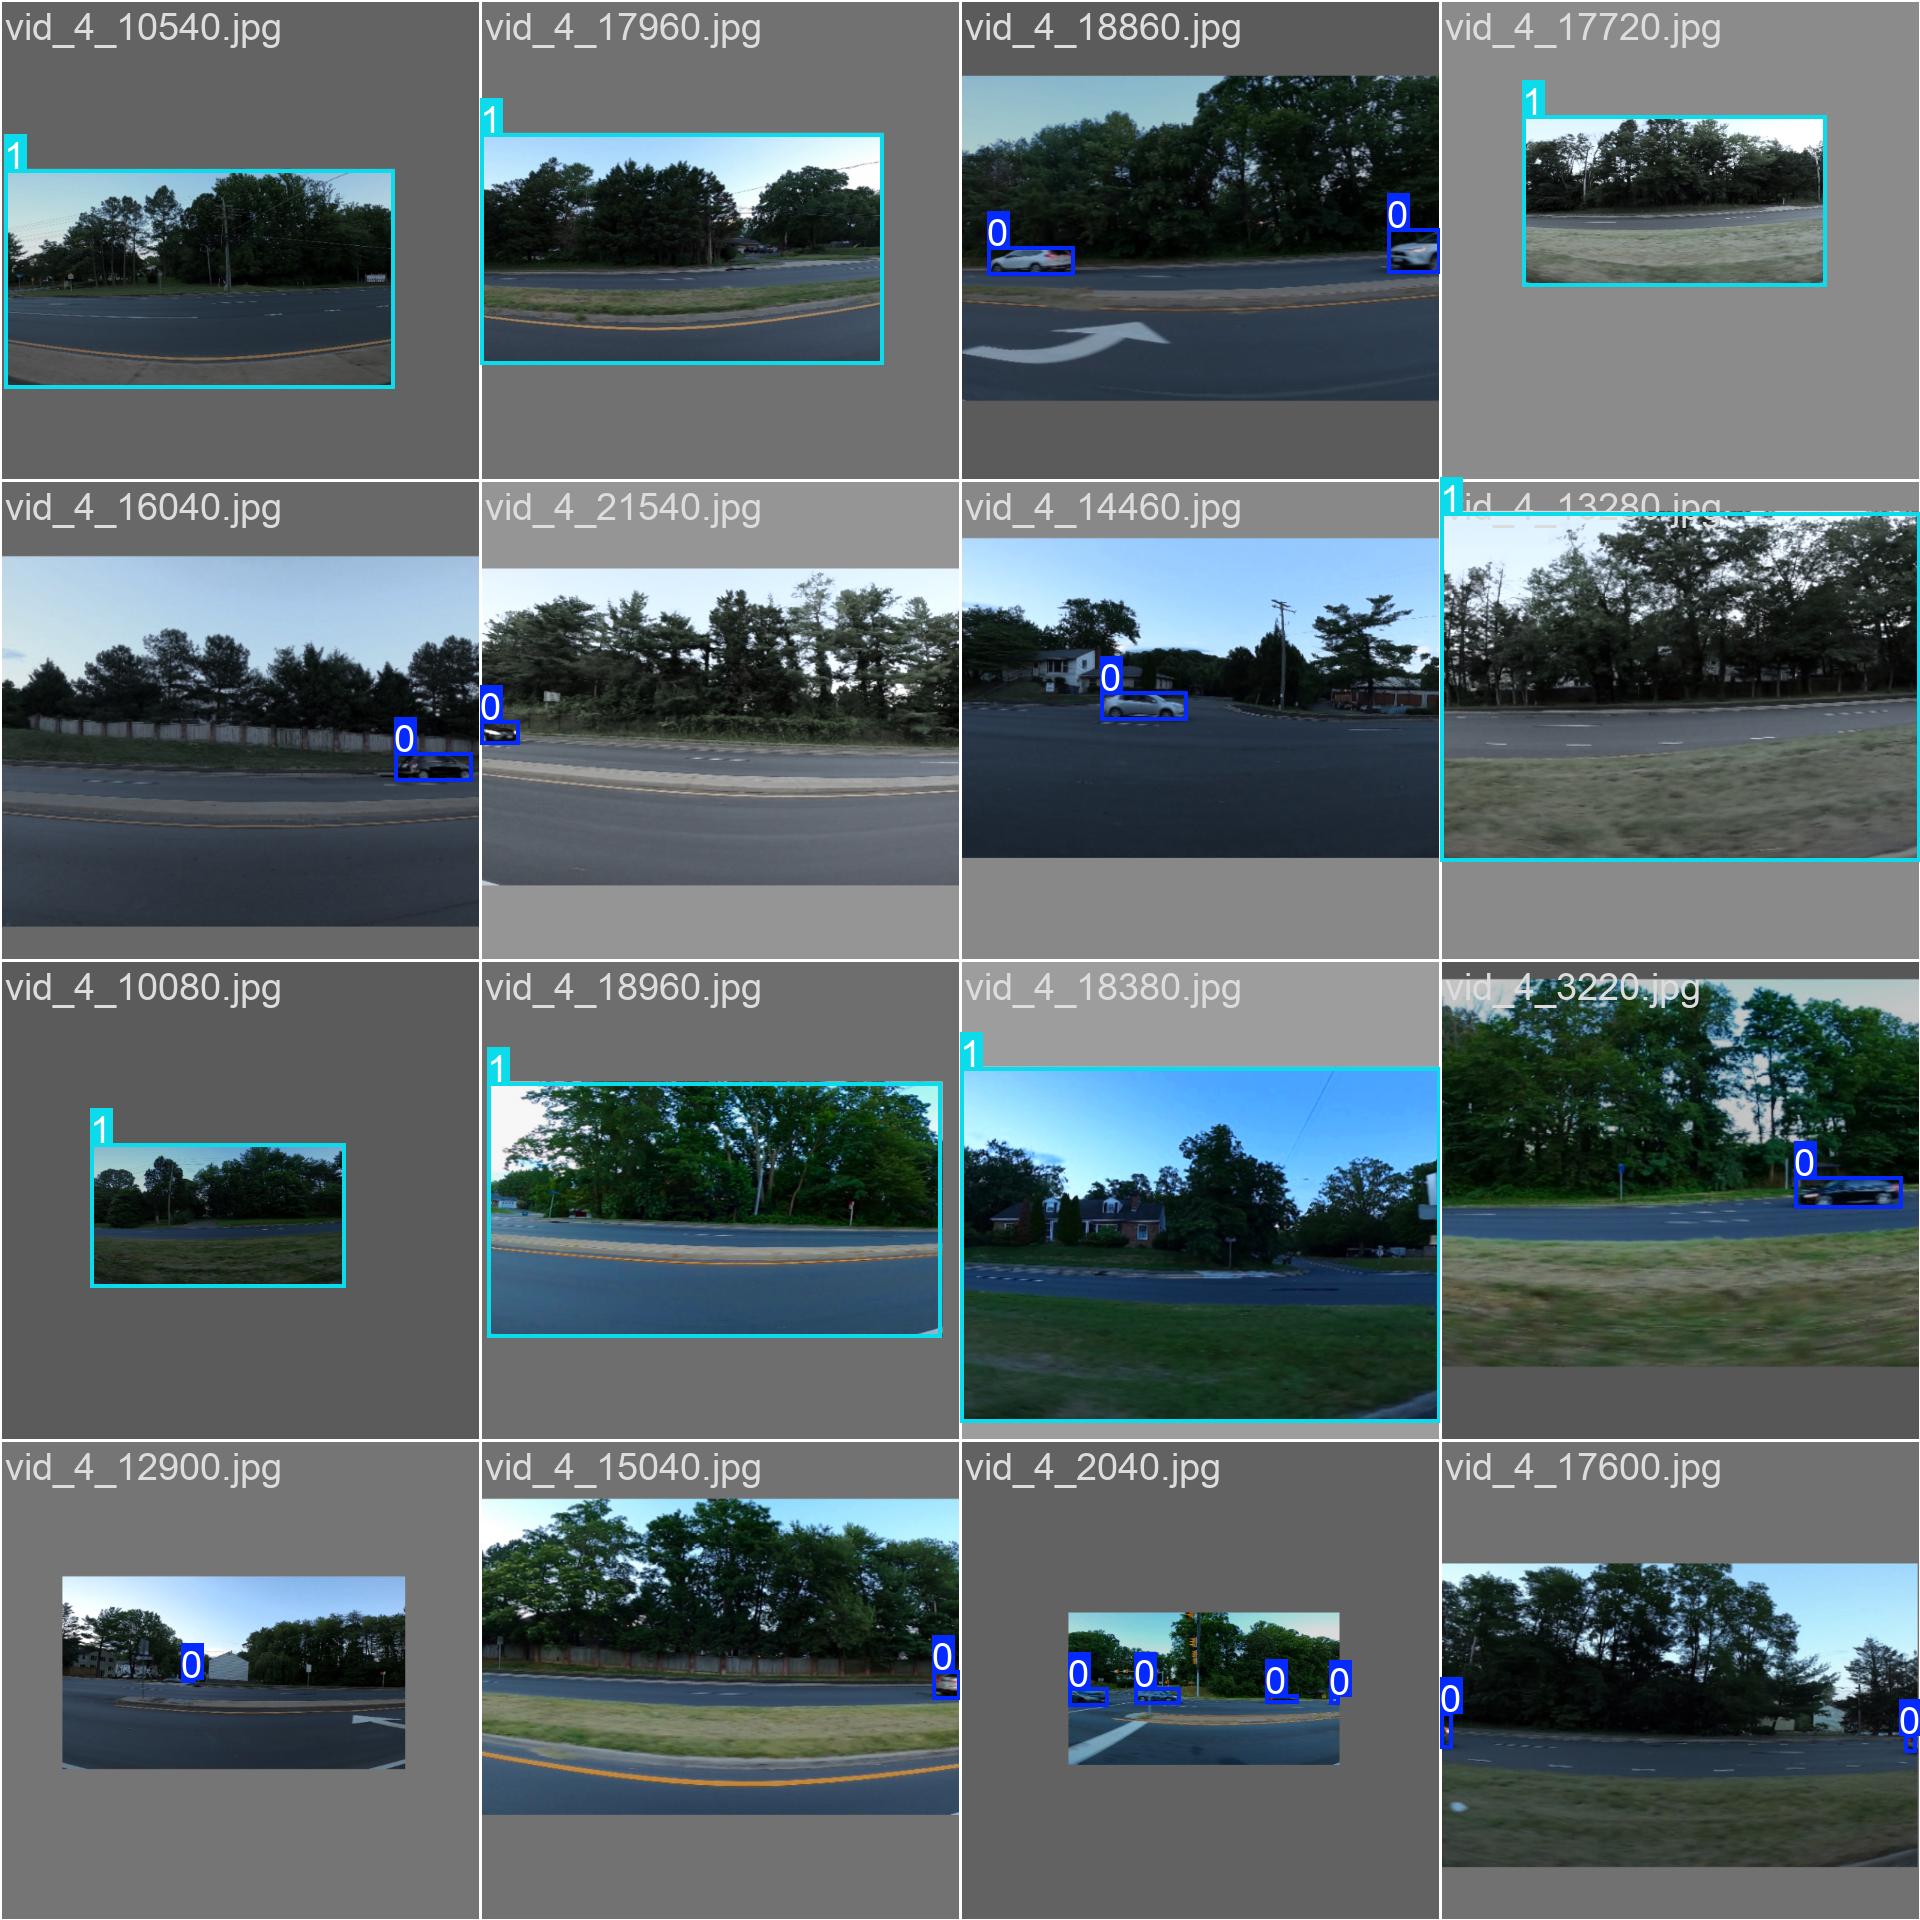 vid_4_10540.jpg
1
vid_4_17960.jpg
1
vid_4_18860.jpg
0
0
vid_4_17720.jpg
1
vid_4_16040.jpg
0
vid_4_21540.jpg
0
vid_4_14460.jpg
0
vid_4_13280.jpg
1
vid_4_10080.jpg
1
vid_4_18960.jpg
1
vid_4_18380.jpg
1
vid_4_3220.jpg
0
vid_4_12900.jpg
0
vid_4_15040.jpg
0
vid_4_2040.jpg
0
0
0
0
vid_4_17600.jpg
0
0